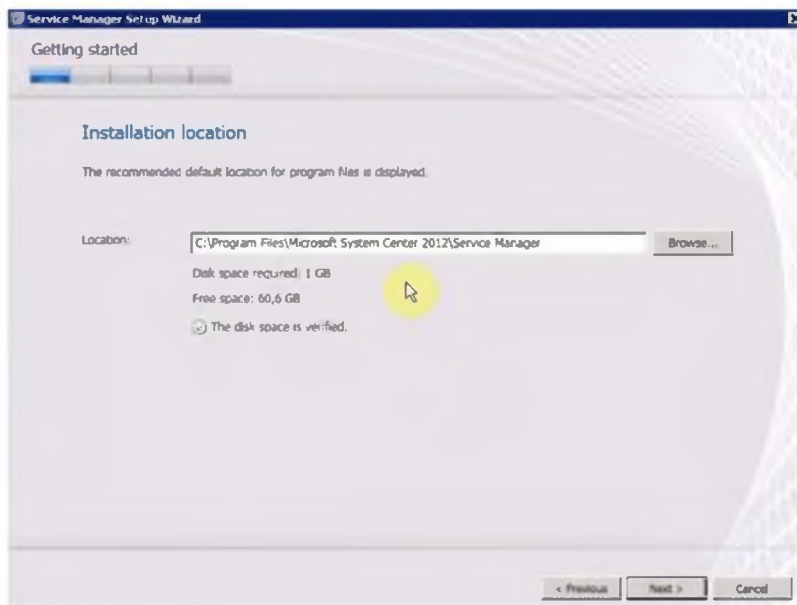 Service Manager Setup Wizard
Getting started
Installation location
The recommended default location for program files is displayed.
Location:
C:\Program Files\Microsoft System Center 2012\Service Manager
Browse...
Disk space required: 1 GB
Free space: 60,6 GB
The disk space is verified.
< Previous
Next >
Cancel